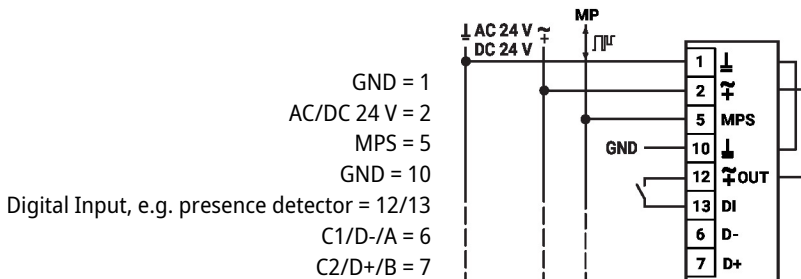 MP
AC 24 V
DC 24 V
GND = 1
AC/DC 24 V = 2
MPS = 5
GND = 10
Digital Input, e.g. presence detector = 12/13
C1/D-/A = 6
C2/D+/B = 7
1
2
5 MPS
GND 10
12 OUT
13 DI
6 D-
7 D+